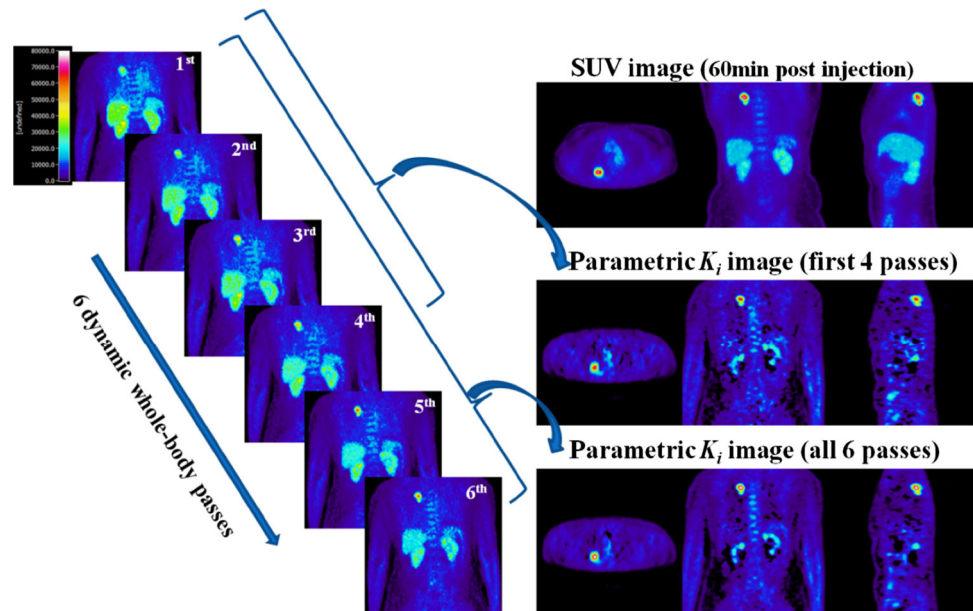 80000.0
70000.0
60000.0
50000.0
40000.0
30000.0
20000.0
10000.0
0.0
[undefined]
1st
2nd
3rd
4th
5th
6th
6 dynamic whole-body passes
SUV image (60min post injection)
Parametric Ki image (first 4 passes)
Parametric Ki image (all 6 passes)